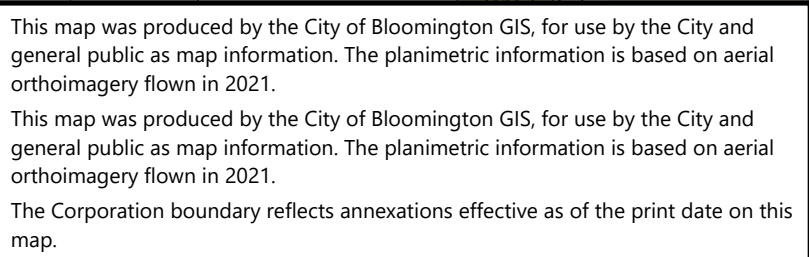 This map was produced by the City of Bloomington GIS, for use by the City and
general public as map information. The planimetric information is based on aerial
orthoimagery flown in 2021.
This map was produced by the City of Bloomington GIS, for use by the City and
general public as map information. The planimetric information is based on aerial
orthoimagery flown in 2021.
The Corporation boundary reflects annexations effective as of the print date on this
map.